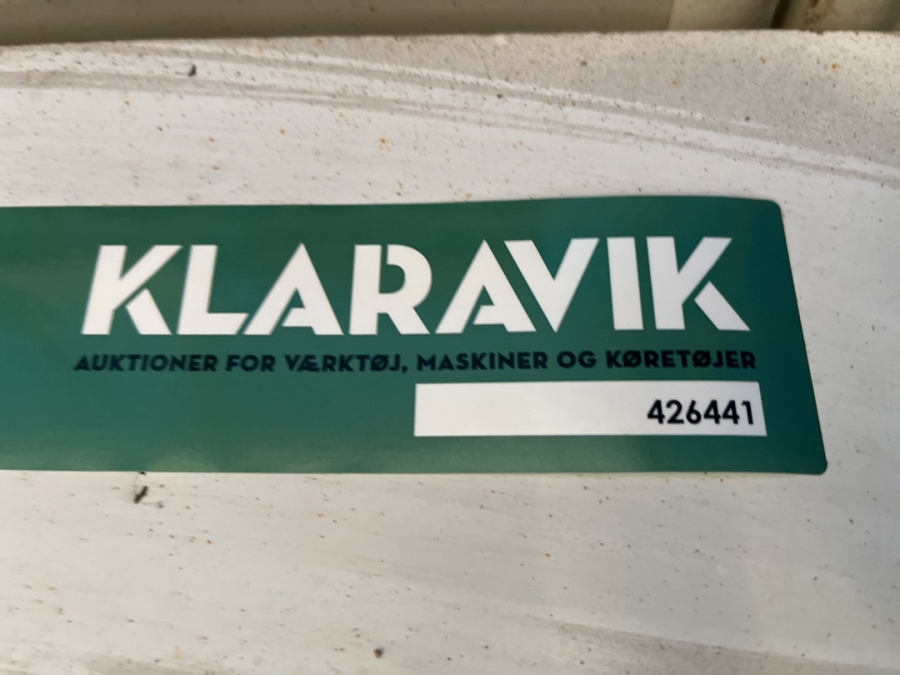 KLARAVIK
AUKTIONER FOR VÆRKTØJ, MASKINER OG KØRETØJER
426441